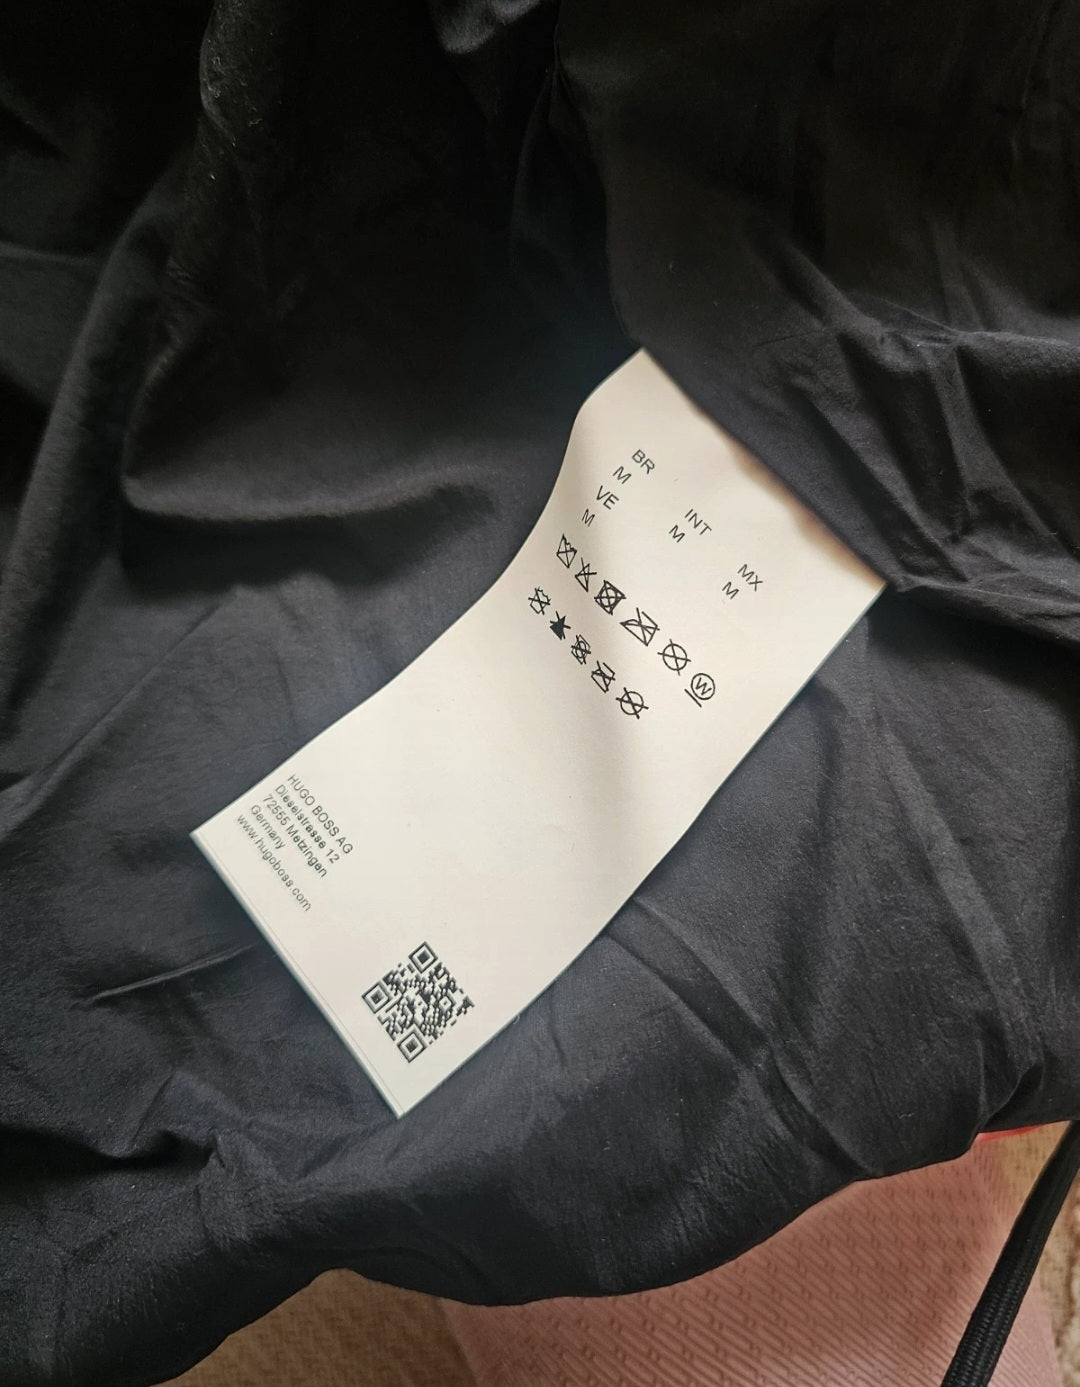 BR INT MX
M M M
VE
M
W
HUGO BOSS AG
Dieselstrasse 12
72555 Metzingen
Germany
www.hugoboss.com